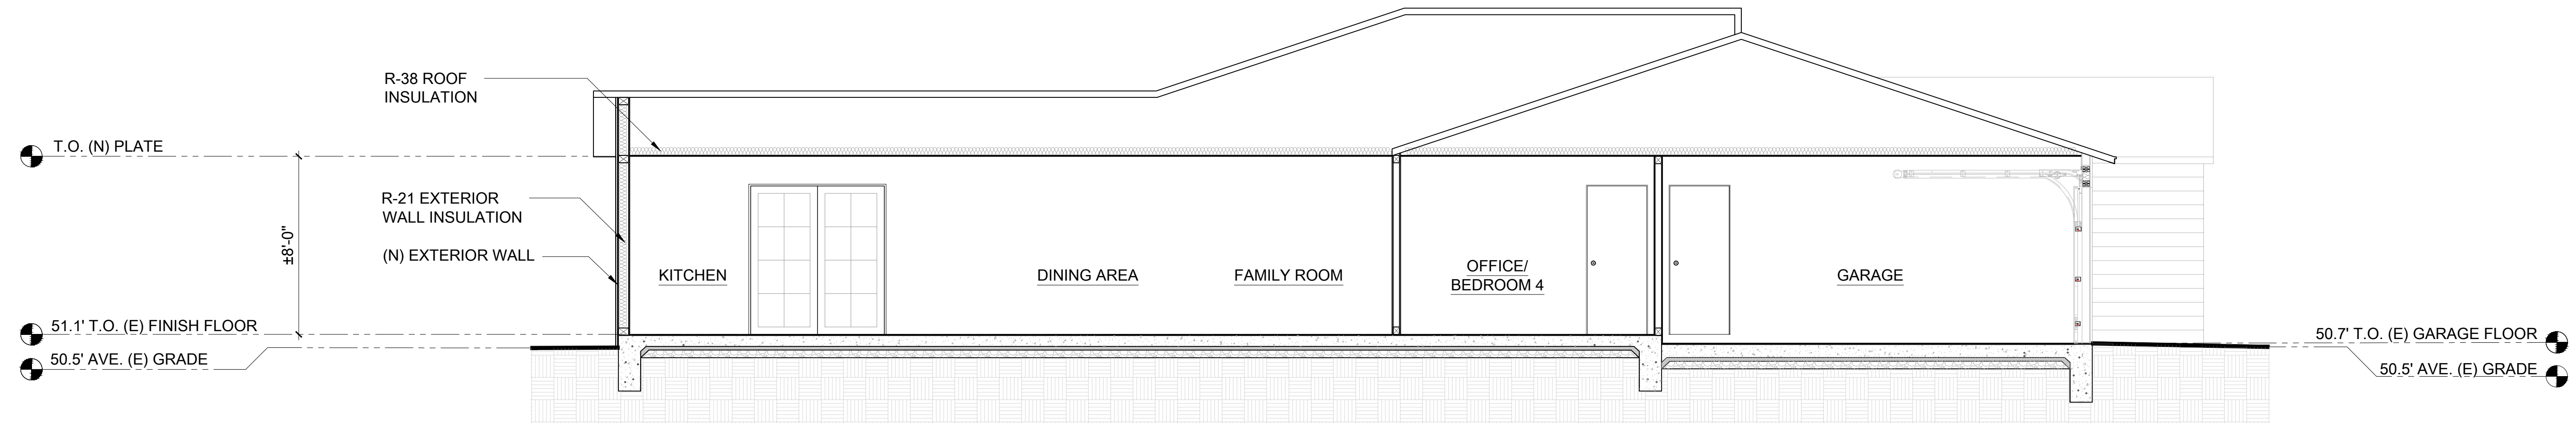 R-38 ROOF
INSULATION
T.O. (N) PLATE
R-21 EXTERIOR
WALL INSULATION
±8'-0"
(N) EXTERIOR WALL
KITCHEN
DINING AREA
FAMILY ROOM
OFFICE/
BEDROOM 4
GARAGE
51.1' T.O. (E) FINISH FLOOR
50.5' AVE. (E) GRADE
50.7' T.O. (E) GARAGE FLOOR
50.5' AVE. (E) GRADE